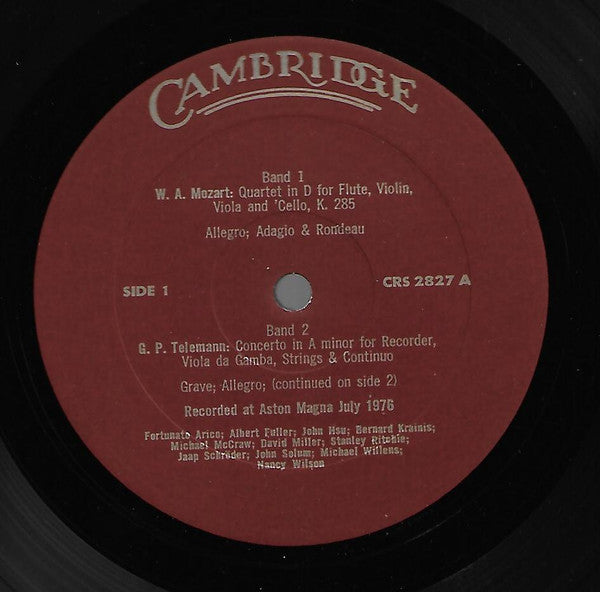 CAMBRIDGE
Band 1
W. A. Mozart: Quartet in D for Flute, Violin,
Viola and 'Cello, K. 285
Allegro; Adagio & Rondeau
SIDE 1
CRS 2827 A
Band 2
G. P. Telemann: Concerto in A minor for Recorder,
Viola da Gamba, Strings & Continuo
Grave; Allegro; (continued on side 2)
Recorded at Aston Magna July 1976
Fortunato Arico; Albert Fuller; John Hsu; Bernard Krainis;
Michael McGraw; David Miller; Stanley Ritchie;
Jaap Schröder; John Solum; Michael Willens;
Nancy Wilson